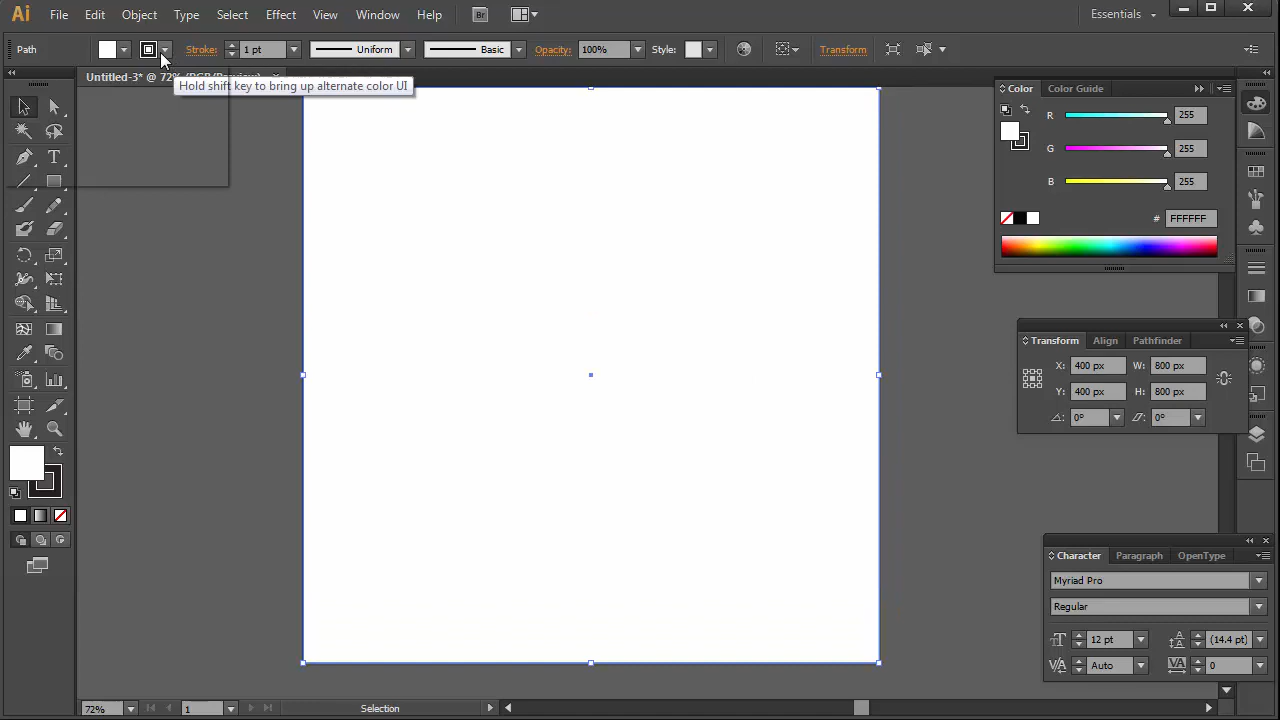 Ai File Edit Object Type Select Effect View Window Help Br Essentials
Path Stroke: 1 pt Uniform Basic Opacity: 100% Style: Transform
Untitled-3* @ 72% (RGB/Preview)
Hold shift key to bring up alternate color UI
Color Color Guide
R 255
G 255
B 255
# FFFFFF
Transform Align Pathfinder
X: 400 px W: 800 px
Y: 400 px H: 800 px
0° 0°
Character Paragraph OpenType
Myriad Pro
Regular
12 pt (14.4 pt)
Auto 0
72% 1 Selection